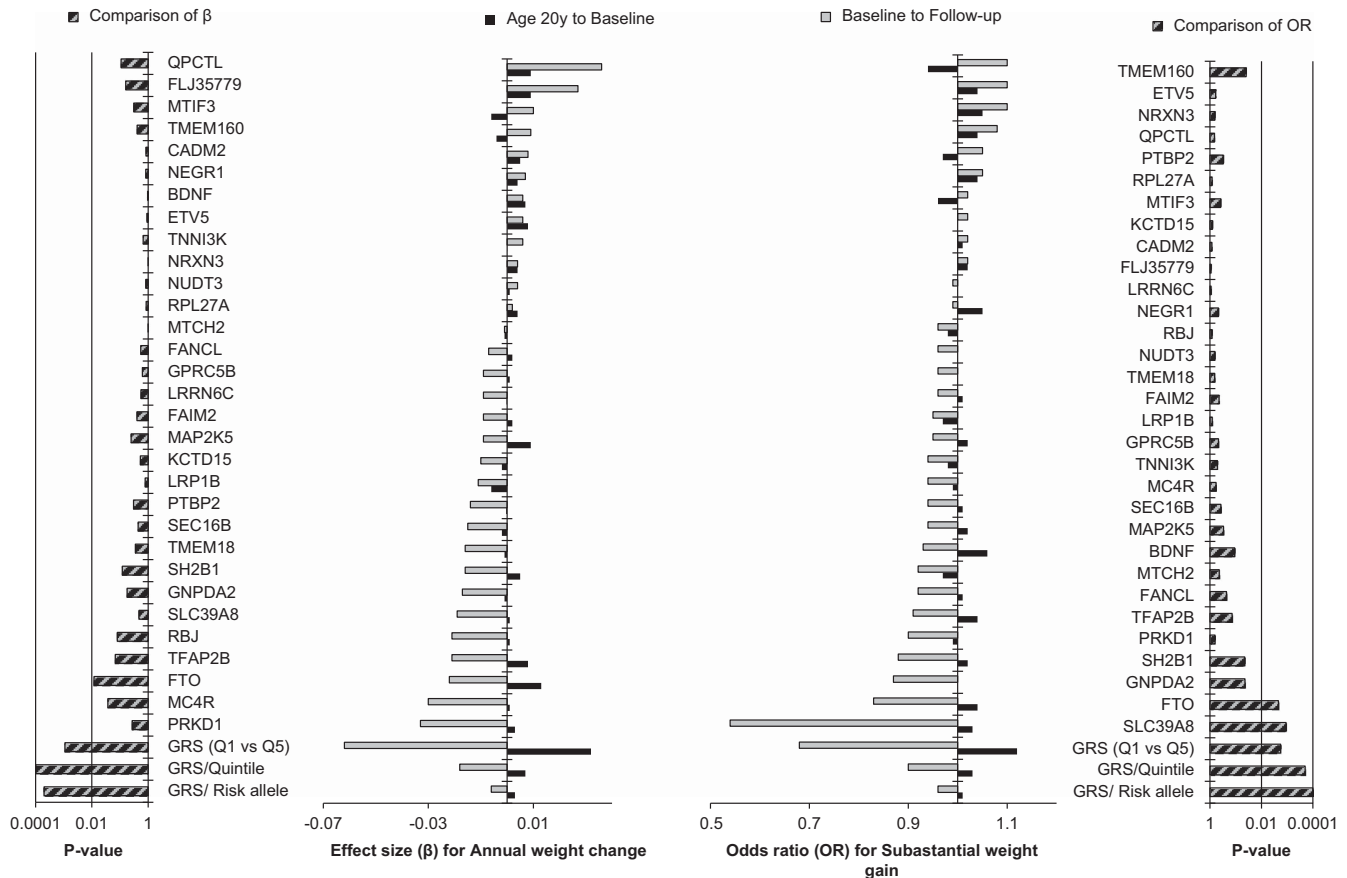 Comparison of β
Age 20y to Baseline
Baseline to Follow-up
Comparison of OR
QPCTL
FLJ35779
MTIF3
TMEM160
CADM2
NEGR1
BDNF
ETV5
TNNI3K
NRXN3
NUDT3
RPL27A
MTCH2
FANCL
GPRC5B
LRRN6C
FAIM2
MAP2K5
KCTD15
LRP1B
PTBP2
SEC16B
TMEM18
SH2B1
GNPDA2
SLC39A8
RBJ
TFAP2B
FTO
MC4R
PRKD1
GRS (Q1 vs Q5)
GRS/Quintile
GRS/ Risk allele
0.0001 0.01 1
P-value
-0.07 -0.03 0.01
Effect size (β) for Annual weight change
0.5 0.7 0.9 1.1
Odds ratio (OR) for Subastantial weight
gain
TMEM160
ETV5
NRXN3
QPCTL
PTBP2
RPL27A
MTIF3
KCTD15
CADM2
FLJ35779
LRRN6C
NEGR1
RBJ
NUDT3
TMEM18
FAIM2
LRP1B
GPRC5B
TNNI3K
MC4R
SEC16B
MAP2K5
BDNF
MTCH2
FANCL
TFAP2B
PRKD1
SH2B1
GNPDA2
FTO
SLC39A8
GRS (Q1 vs Q5)
GRS/Quintile
GRS/ Risk allele
1 0.01 0.0001
P-value